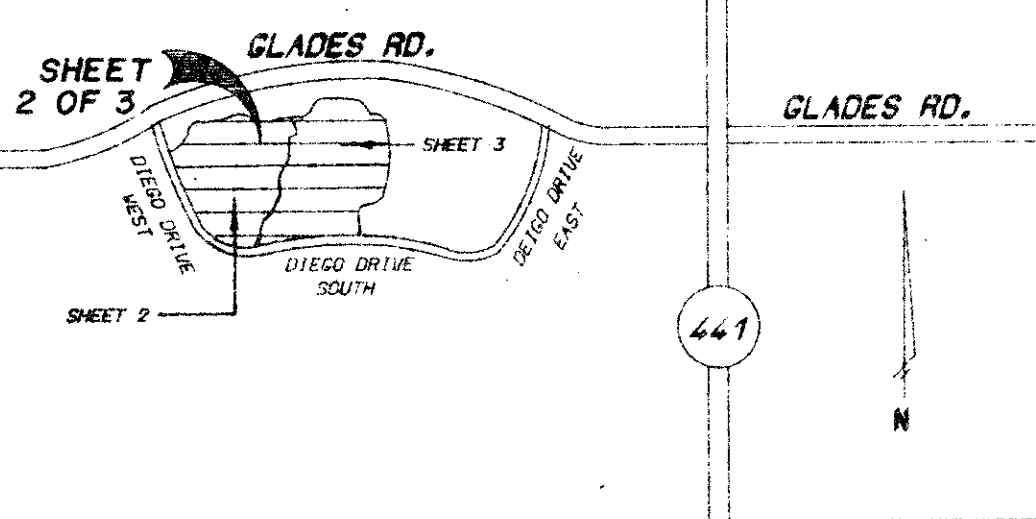 GLADES RD.
SHEET
2 OF 3
GLADES RD.
SHEET 3
DIEGO DRIVE
WEST
DEIGO DRIVE
EAST
DIEGO DRIVE
SOUTH
SHEET 2
441
N